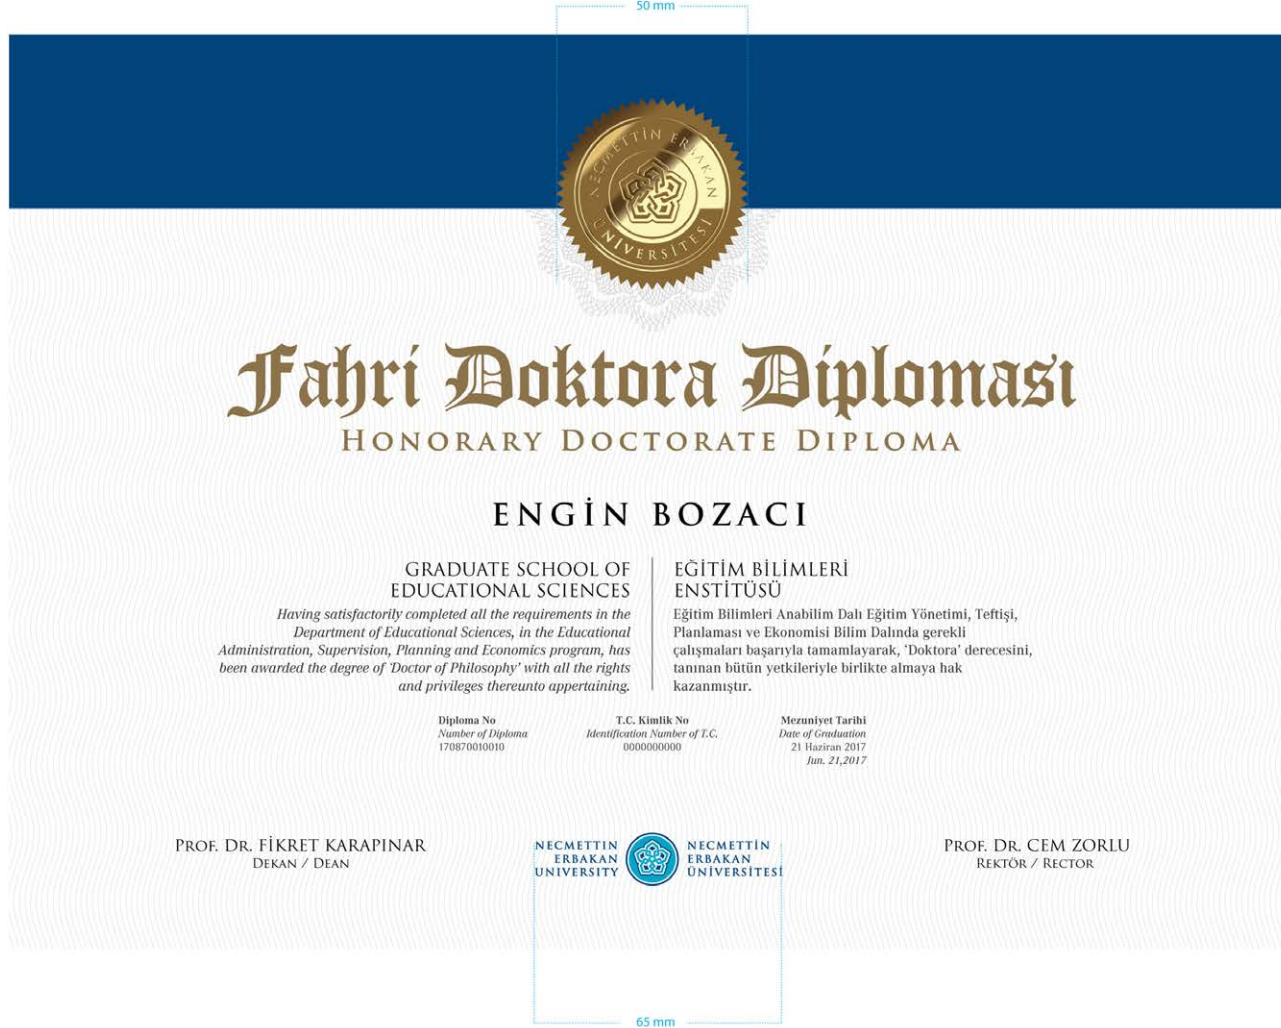 50 mm
NECMETTİN ERBAKAN
ÜNİVERSİTESİ
Fahri Doktora Diploması
HONORARY DOCTORATE DIPLOMA
ENGİN BOZACI
GRADUATE SCHOOL OF
EDUCATIONAL SCIENCES
Having satisfactorily completed all the requirements in the
Department of Educational Sciences, in the Educational
Administration, Supervision, Planning and Economics program, has
been awarded the degree of 'Doctor of Philosophy' with all the rights
and privileges thereunto appertaining.
EĞİTİM BİLİMLERİ
ENSTİTÜSÜ
Eğitim Bilimleri Anabilim Dalı Eğitim Yönetimi, Teftişi,
Planlaması ve Ekonomisi Bilim Dalında gerekli
çalışmaları başarıyla tamamlayarak, 'Doktora' derecesini,
tanınan bütün yetkileriyle birlikte almaya hak
kazanmıştır.
Diploma No
Number of Diploma
170870010010
T.C. Kimlik No
Identification Number of T.C.
0000000000
Mezuniyet Tarihi
Date of Graduation
21 Haziran 2017
Jun. 21,2017
PROF. DR. FİKRET KARAPINAR
DEKAN / DEAN
NECMETTIN
ERBAKAN
UNIVERSITY
NECMETTİN
ERBAKAN
ÜNİVERSİTESİ
PROF. DR. CEM ZORLU
REKTÖR / RECTOR
65 mm